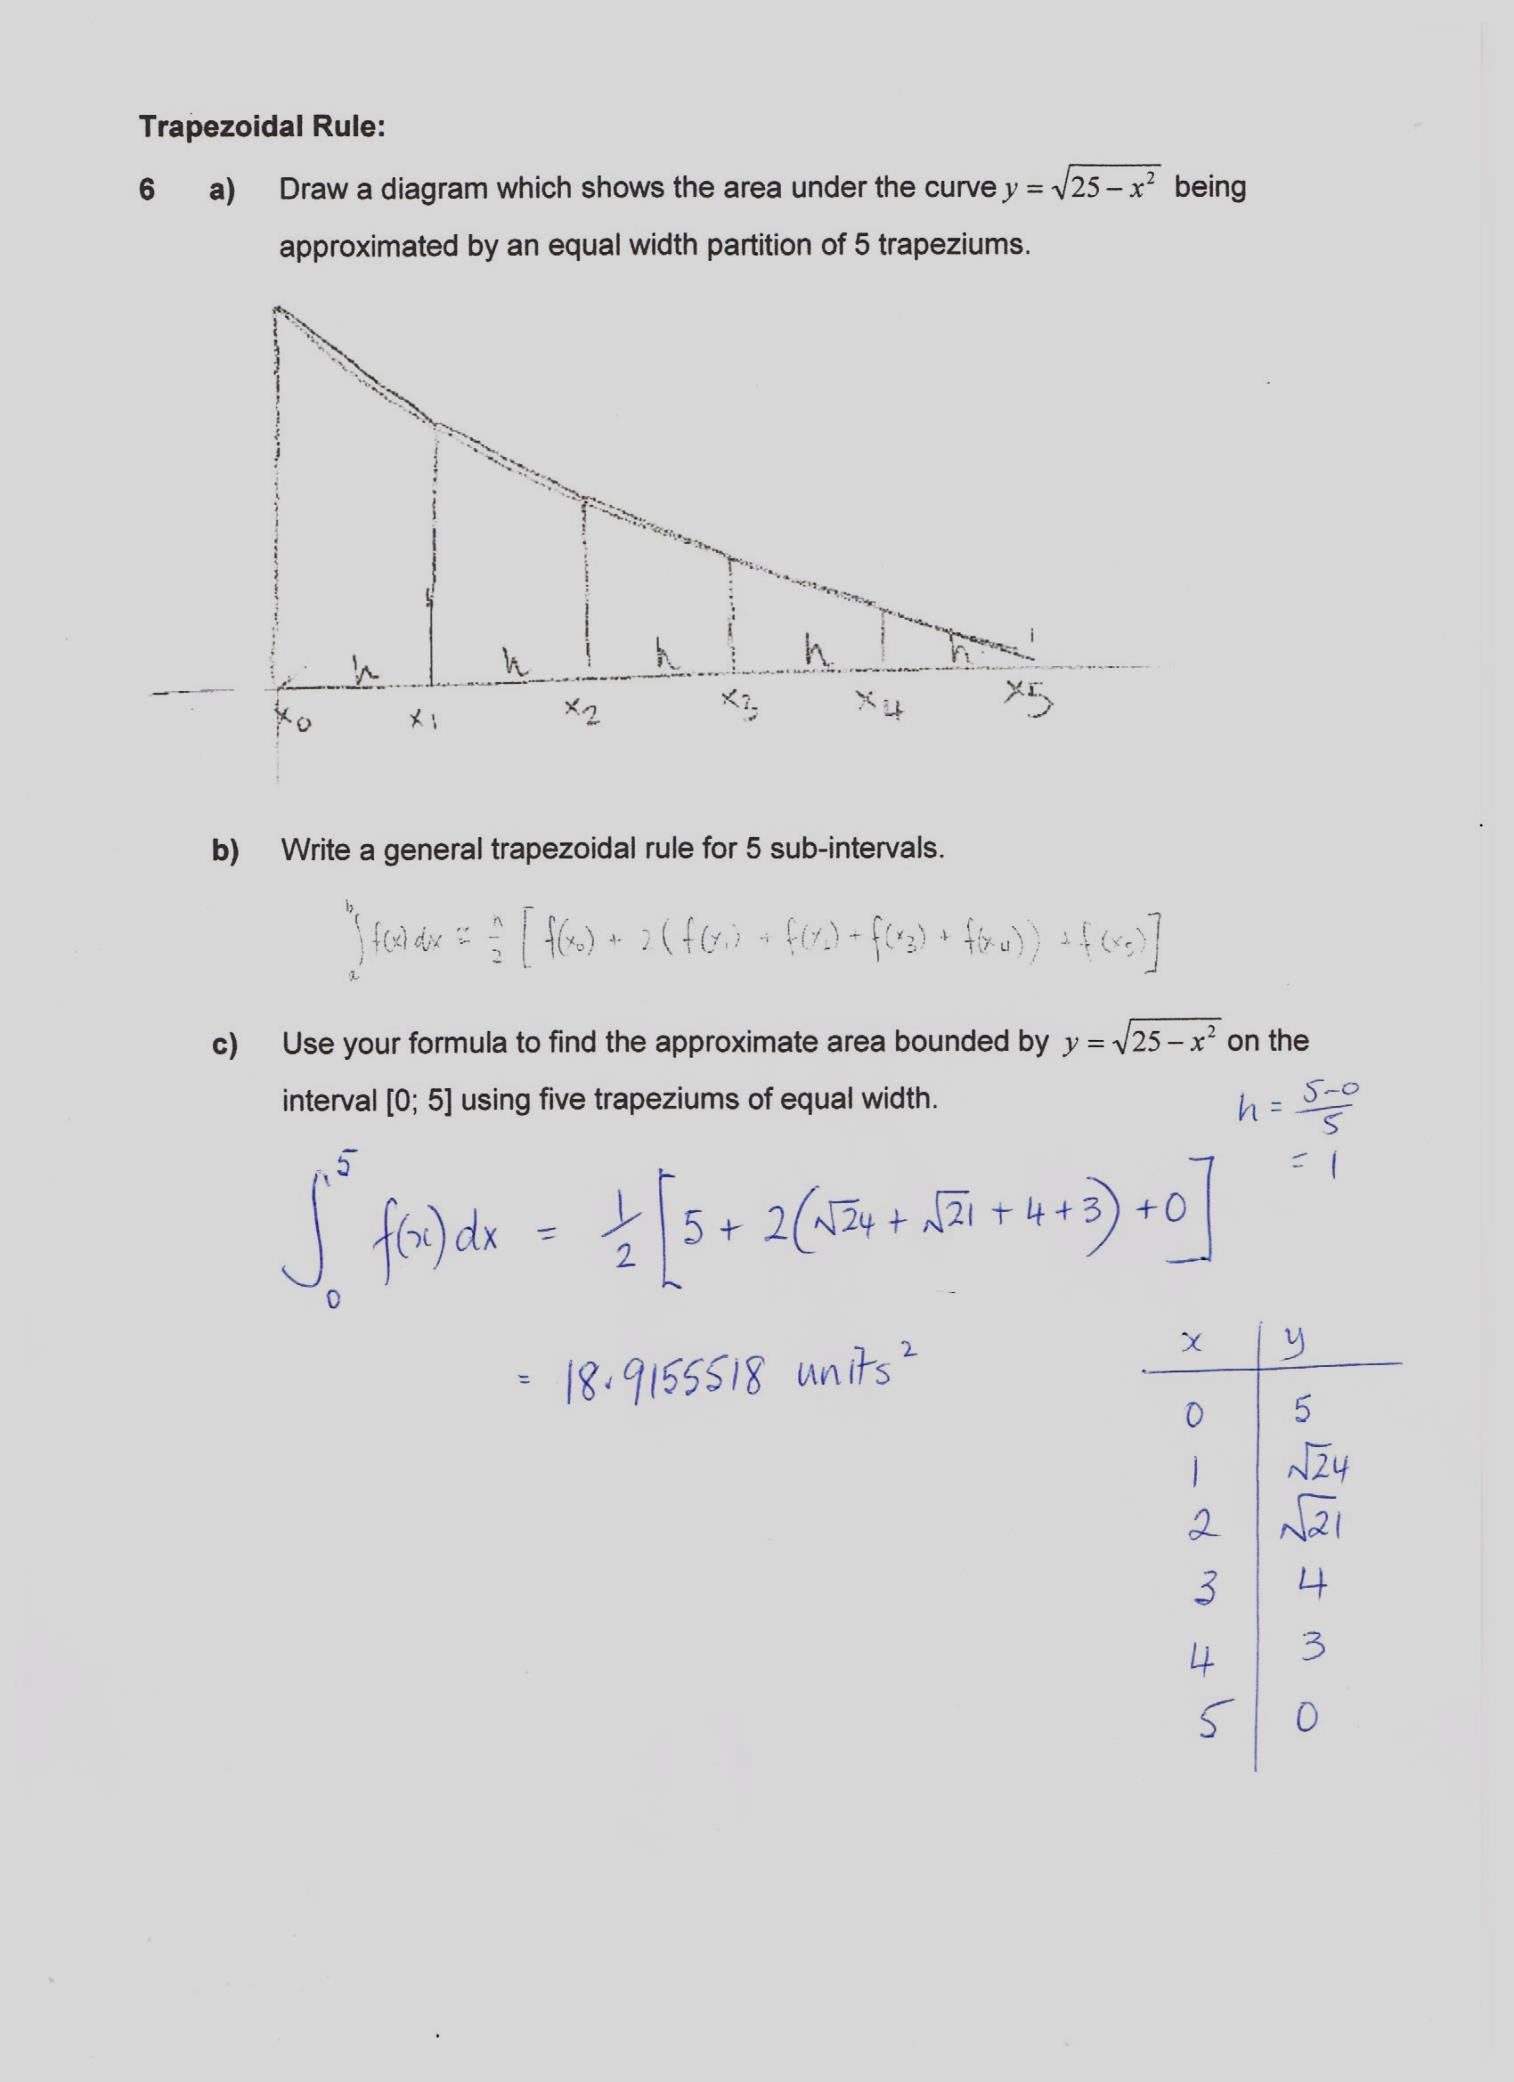 Trapezoidal Rule:
6 a) Draw a diagram which shows the area under the curve y = √(25 – x²) being
approximated by an equal width partition of 5 trapeziums.
h h h h h
x₀ x₁ x₂ x₃ x₄ x5
b) Write a general trapezoidal rule for 5 sub-intervals.
∫ₐᵇ f(x) dx ≈ h/2 [f(x₀) + 2(f(x₁) + f(x₂) + f(x₃) + f(x₄)) + f(x₅)]
c) Use your formula to find the approximate area bounded by y = √(25 – x²) on the
interval [0; 5] using five trapeziums of equal width.
h = (5-0)/5
= 1
∫₀⁵ f(x) dx = 1/2 [5 + 2(√24 + √21 + 4 + 3) + 0]
= 18.9155518 units²
x y
0 5
1 √24
2 √21
3 4
4 3
5 0